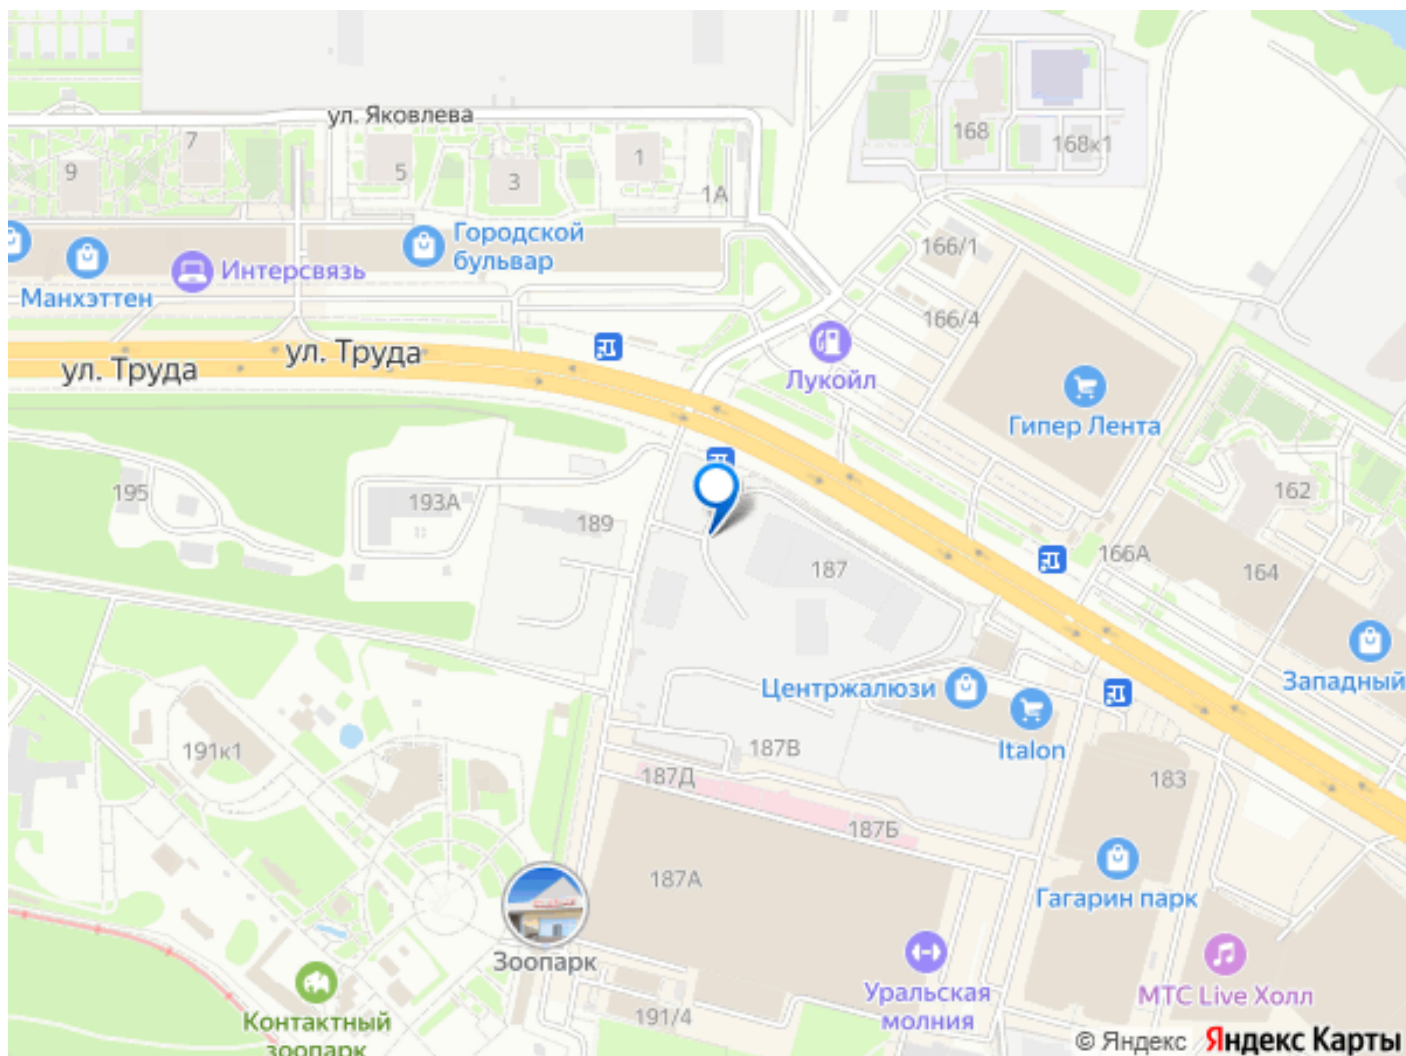 ул. Яковлева
7
9
5
3
1
1А
168
168к1
Городской
бульвар
Интерсвязь
Манхэттен
166/1
166/4
ул. Труда
ул. Труда
Лукойл
Гипер Лента
195
193А
189
162
187
166А
164
Центржалюзи
Западный
Italon
191к1
187В
187Д
183
187Б
187А
Гагарин парк
Зоопарк
Уральская
молния
МТС Live Холл
Контактный
зоопарк
191/4
© Яндекс Яндекс Карты